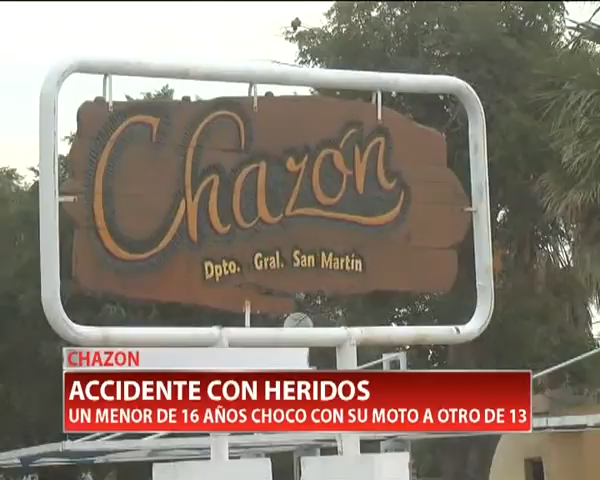 Chazón
Dpto. Gral. San Martín
CHAZON
ACCIDENTE CON HERIDOS
UN MENOR DE 16 AÑOS CHOCO CON SU MOTO A OTRO DE 13